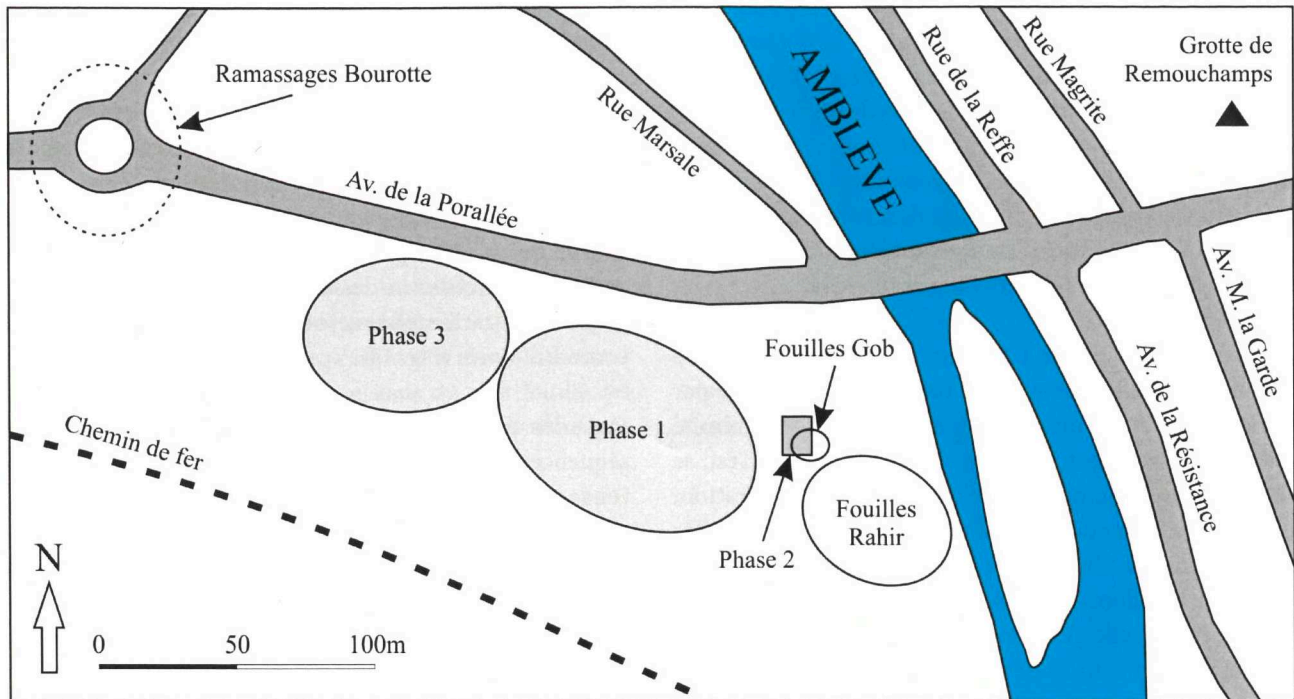 Ramassages Bourotte
Rue Marsale
AMBLEVE
Rue de la Reffe
Rue Magrite
Grotte de
Remouchamps
Av. de la Porallée
Phase 3
Phase 1
Fouilles Gob
Av. de la Résistance
Av. M. la Garde
Chemin de fer
Phase 2
Fouilles
Rahir
N
0 50 100m